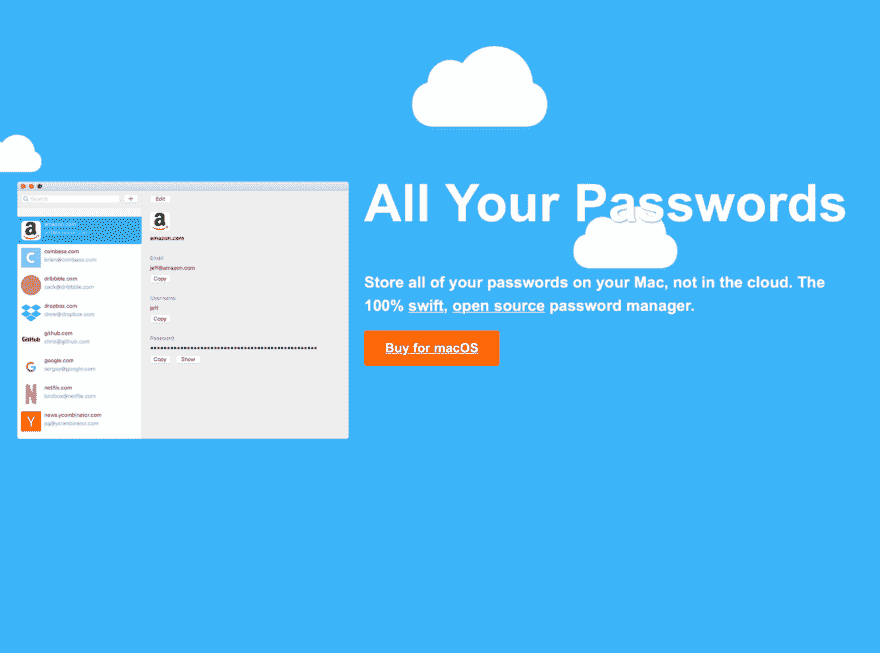 All Your Passwords
Store all of your passwords on your Mac, not in the cloud. The
100% swift, open source password manager.
Buy for macOS
Search
+
Edit
a
a
amazon.com
C
coinbase.com
brian@coinbase.com
dribbble.com
zack@dribbble.com
dropbox.com
drew@dropbox.com
GitHub
github.com
chris@github.com
G
google.com
sergey@google.com
N
netflix.com
birdbox@netflix.com
Y
news.ycombinator.com
pg@ycombinator.com
Email
jeff@amazon.com
Copy
Username
jeff
Copy
Password
Copy
Show